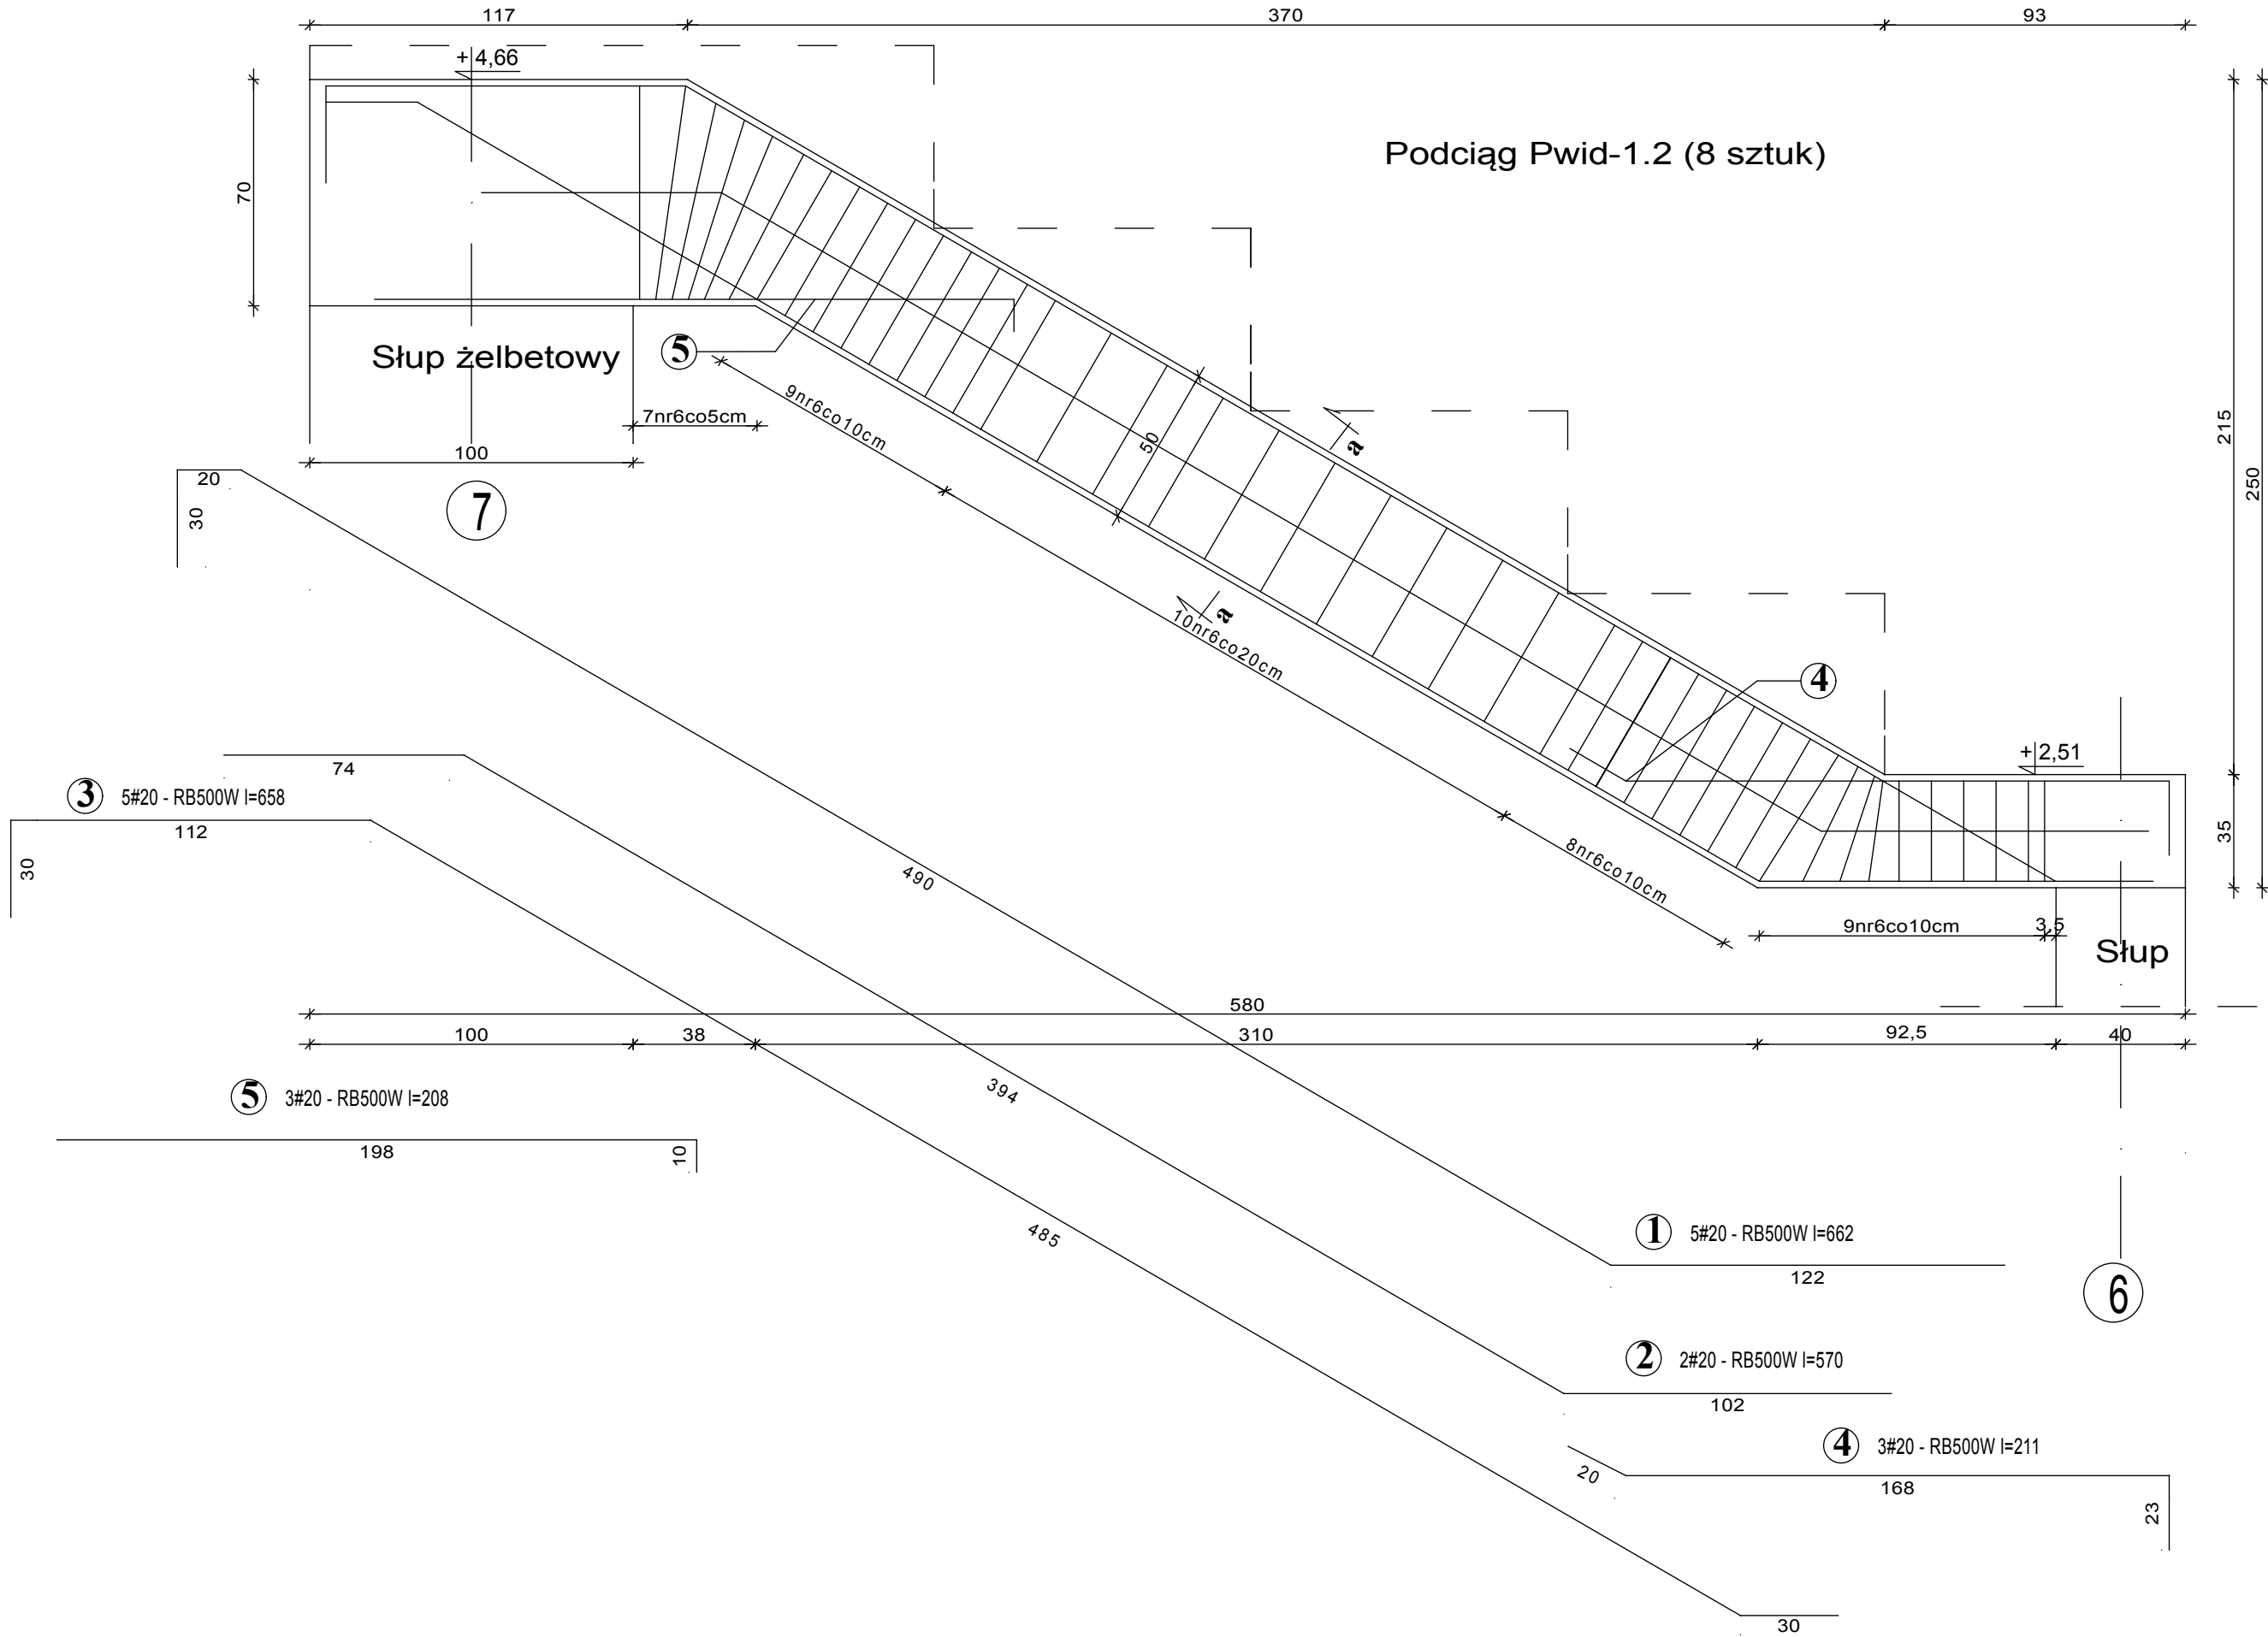 117
370
93
+4,66
Podciąg Pwid-1.2 (8 sztuk)
70
215
250
Słup żelbetowy
5
7nr6co5cm
9nr6co10cm
50
a
100
20
30
7
a
10nr6co20cm
4
+2,51
74
3
5#20 - RB500W l=658
112
30
35
490
8nr6co10cm
9nr6co10cm
3,5
Słup
580
100
38
310
92,5
40
5
3#20 - RB500W l=208
394
198
10
485
1
5#20 - RB500W l=662
122
6
2
2#20 - RB500W l=570
102
4
3#20 - RB500W l=211
20
168
23
30